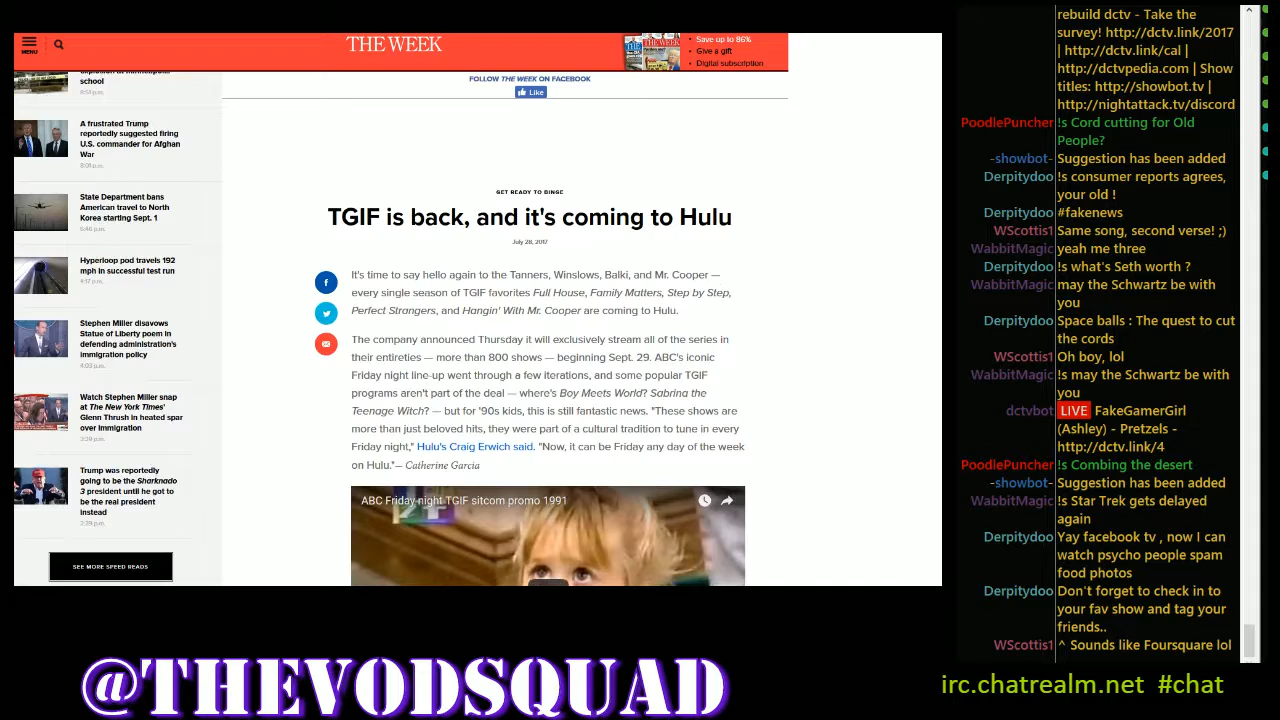 MENU
THE WEEK
THE WEEK
• Save up to 86%
• Give a gift
• Digital subscription
school
8:51 p.m.
A frustrated Trump
reportedly suggested firing
U.S. commander for Afghan
War
State Department bans
American travel to North
Korea starting Sept. 1
Hyperloop pod travels 192
mph in successful test run
4:17 p.m.
Stephen Miller disavows
Statue of Liberty poem in
defending administration's
immigration policy
4:03 p.m.
Watch Stephen Miller snap
at The New York Times'
Glenn Thrush in heated spar
over immigration
3:39 p.m.
Trump was reportedly
going to be the Sharknado
3 president until he got to
be the real president
instead
SEE MORE SPEED READS
FOLLOW THE WEEK ON FACEBOOK
Like
GET READY TO BINGE
TGIF is back, and it's coming to Hulu
July 28, 2017
It's time to say hello again to the Tanners, Winslows, Balki, and Mr. Cooper —
every single season of TGIF favorites Full House, Family Matters, Step by Step,
Perfect Strangers, and Hangin' With Mr. Cooper are coming to Hulu.
The company announced Thursday it will exclusively stream all of the series in
their entireties — more than 800 shows — beginning Sept. 29. ABC's iconic
Friday night line-up went through a few iterations, and some popular TGIF
programs aren't part of the deal — where's Boy Meets World? Sabrina the
Teenage Witch? — but for '90s kids, this is still fantastic news. "These shows are
more than just beloved hits, they were part of a cultural tradition to tune in every
Friday night," Hulu's Craig Erwich said. "Now, it can be Friday any day of the week
on Hulu."— Catherine Garcia
ABC Friday night TGIF sitcom promo 1991
rebuild dctv - Take the
survey! http://dctv.link/2017
| http://dctv.link/cal |
http://dctvpedia.com | Show
titles: http://showbot.tv |
http://nightattack.tv/discord
PoodlePuncher !s Cord cutting for Old
People?
-showbot- Suggestion has been added
Derpitydoo !s consumer reports agrees,
your old !
Derpitydoo #fakenews
WScottis1 Same song, second verse! ;)
WabbitMagic yeah me three
Derpitydoo !s what's Seth worth ?
WabbitMagic may the Schwartz be with
you
Derpitydoo Space balls : The quest to cut
the cords
WScottis1 Oh boy, lol
WabbitMagic !s may the Schwartz be with
you
dctvbot LIVE FakeGamerGirl
(Ashley) - Pretzels -
http://dctv.link/4
PoodlePuncher !s Combing the desert
-showbot- Suggestion has been added
WabbitMagic !s Star Trek gets delayed
again
Derpitydoo Yay facebook tv , now I can
watch psycho people spam
food photos
Derpitydoo Don't forget to check in to
your fav show and tag your
friends..
WScottis1 ^ Sounds like Foursquare lol
@THEVODSQUAD
irc.chatrealm.net #chat